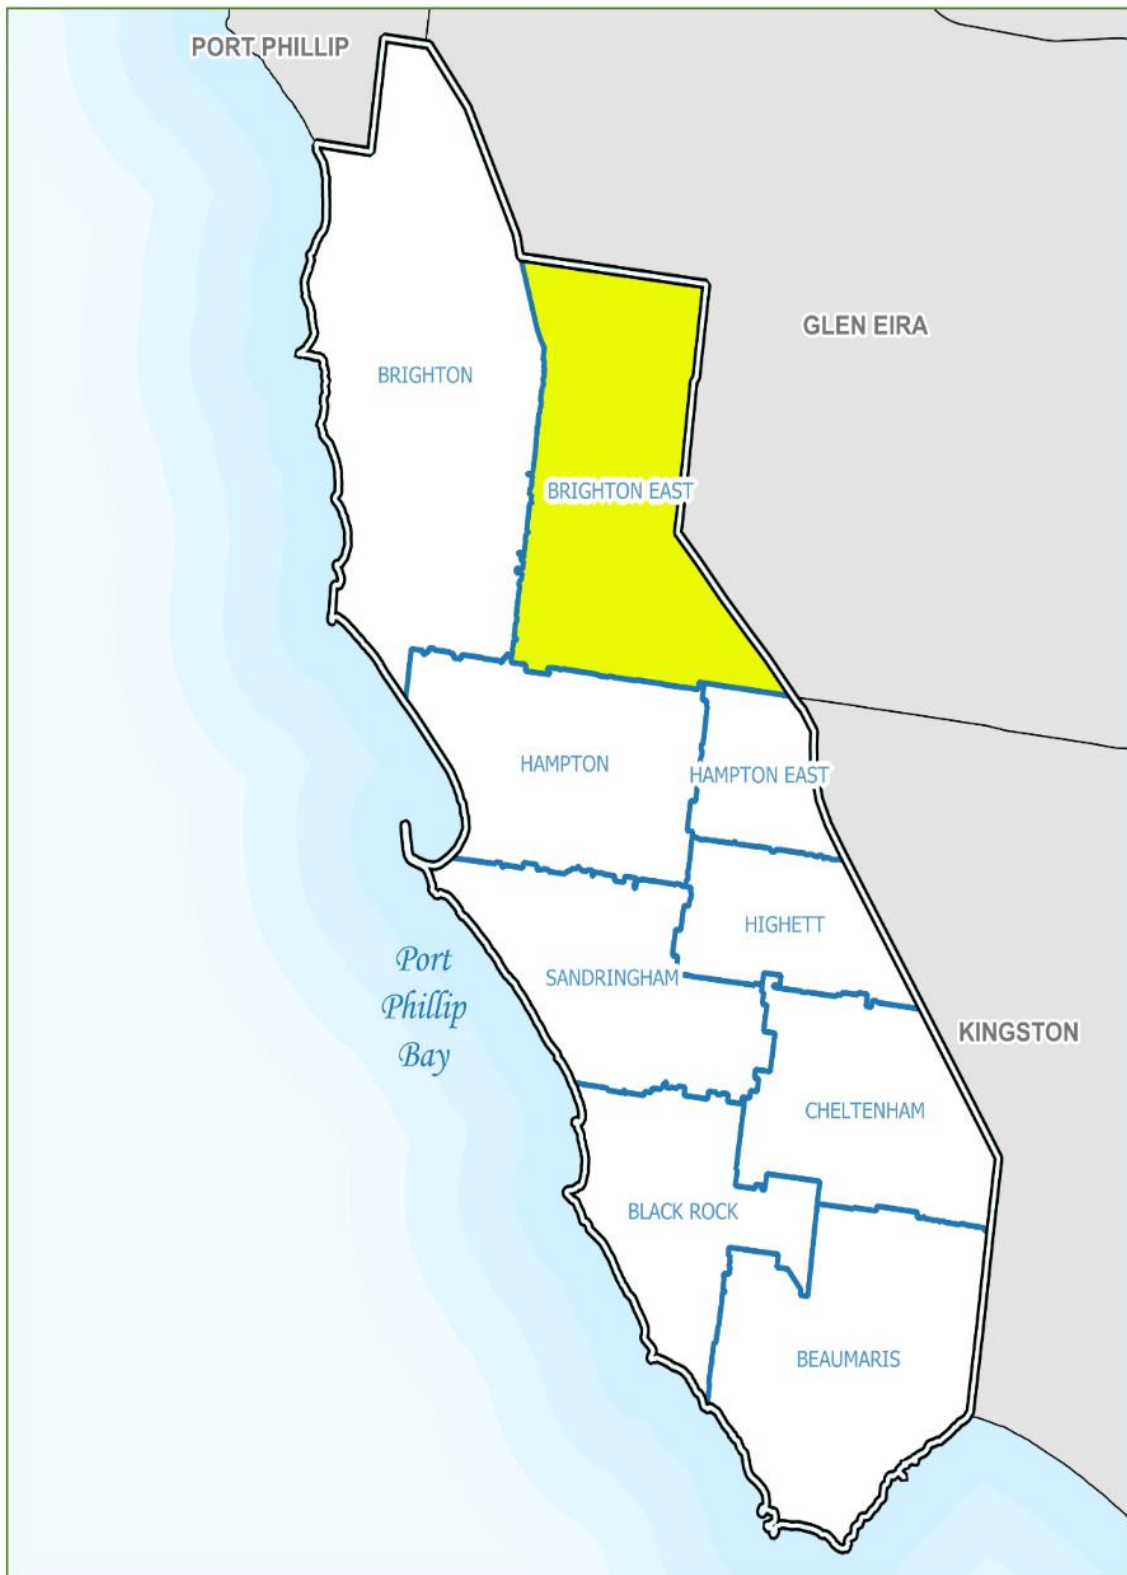 PORT PHILLIP
GLEN EIRA
BRIGHTON
BRIGHTON EAST
HAMPTON
HAMPTON EAST
HIGHETT
Port
Phillip
Bay
SANDRINGHAM
KINGSTON
CHELTENHAM
BLACK ROCK
BEAUMARIS